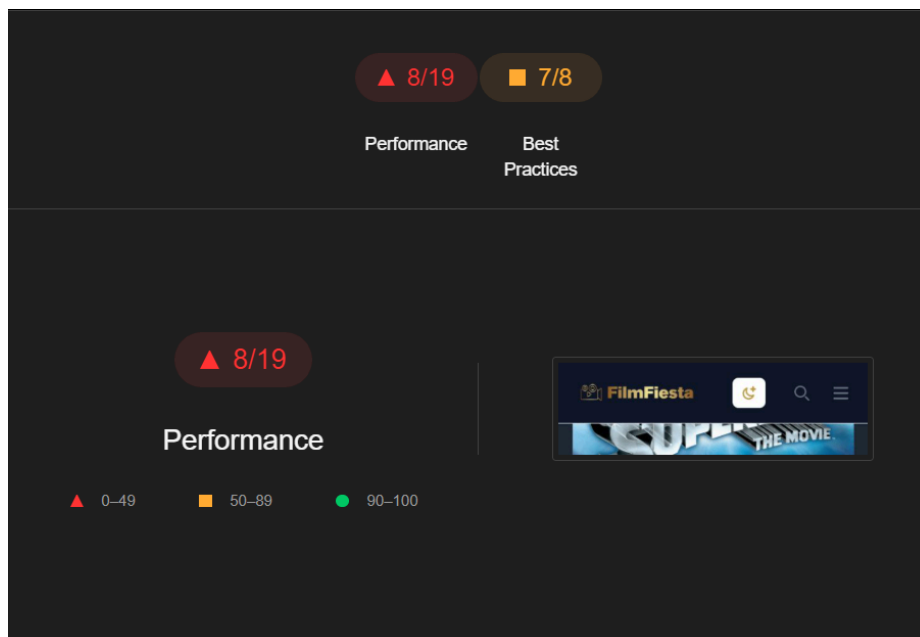 8/19
7/8
Performance
Best
Practices
8/19
Performance
0–49
50–89
90–100
FilmFiesta
THE MOVIE